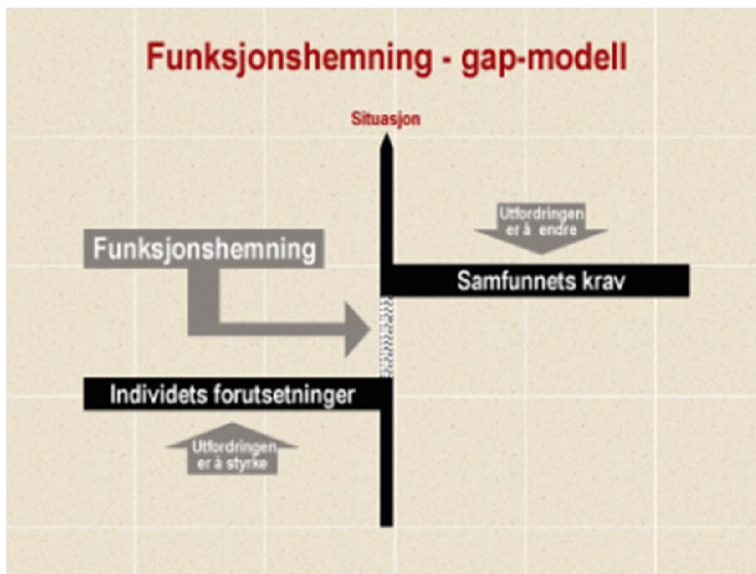 Funksjonshemning - gap-modell
Situasjon
Utfordringen
er å endre
Funksjonshemning
Samfunnets krav
Individets forutsetninger
Utfordringen
er å styrke